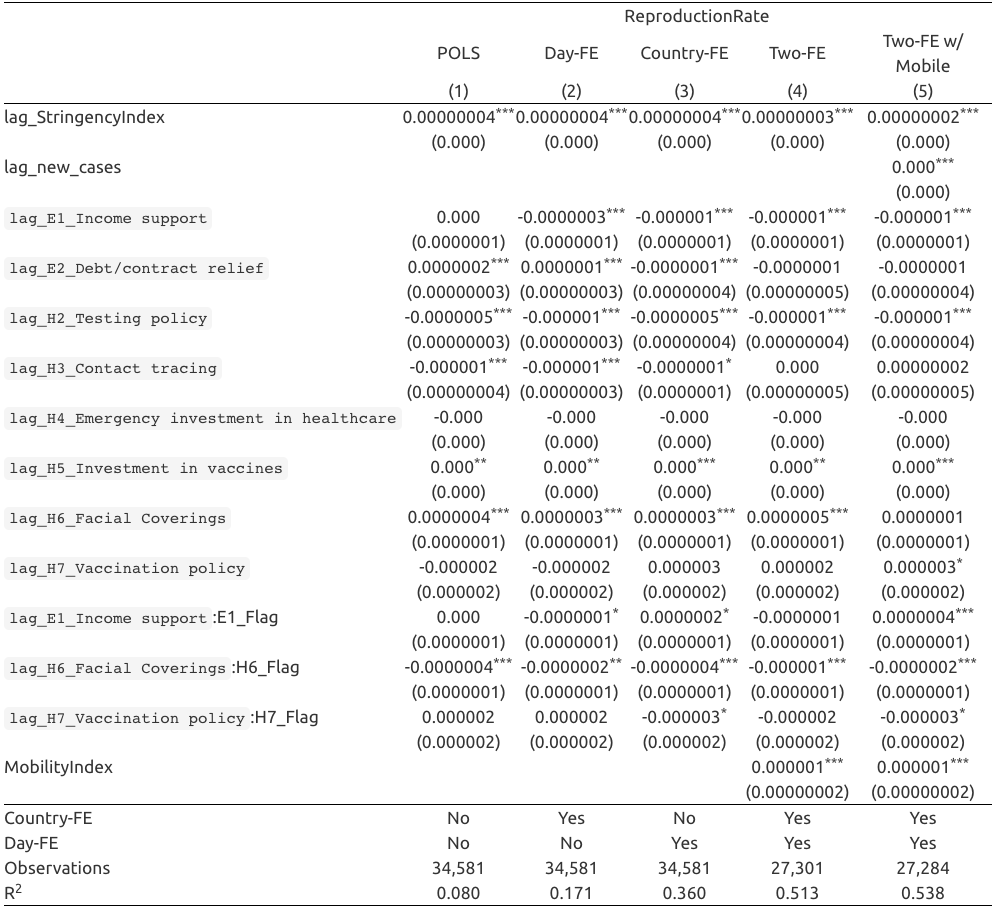 ReproductionRate
POLS Day-FE Country-FE Two-FE Two-FE w/ Mobile
(1) (2) (3) (4) (5)
lag_StringencyIndex 0.00000004*** 0.00000004*** 0.00000004*** 0.00000003*** 0.00000002***
(0.000) (0.000) (0.000) (0.000) (0.000)
lag_new_cases 0.000***
(0.000)
lag_E1_Income support 0.000 -0.0000003*** -0.000001*** -0.000001*** -0.000001***
(0.0000001) (0.0000001) (0.0000001) (0.0000001) (0.0000001)
lag_E2_Debt/contract relief 0.0000002*** 0.0000001*** -0.0000001*** -0.0000001 -0.0000001
(0.00000003) (0.00000003) (0.00000004) (0.00000005) (0.00000004)
lag_H2_Testing policy -0.0000005*** -0.000001*** -0.0000005*** -0.000001*** -0.000001***
(0.00000003) (0.00000003) (0.00000004) (0.00000004) (0.00000004)
lag_H3_Contact tracing -0.000001*** -0.000001*** -0.0000001* 0.000 0.00000002
(0.00000004) (0.00000003) (0.0000001) (0.00000005) (0.00000005)
lag_H4_Emergency investment in healthcare -0.000 -0.000 -0.000 -0.000 -0.000
(0.000) (0.000) (0.000) (0.000) (0.000)
lag_H5_Investment in vaccines 0.000** 0.000** 0.000*** 0.000** 0.000***
(0.000) (0.000) (0.000) (0.000) (0.000)
lag_H6_Facial Coverings 0.0000004*** 0.0000003*** 0.0000003*** 0.0000005*** 0.0000001
(0.0000001) (0.0000001) (0.0000001) (0.0000001) (0.0000001)
lag_H7_Vaccination policy -0.000002 -0.000002 0.000003 0.000002 0.000003*
(0.000002) (0.000002) (0.000002) (0.000002) (0.000002)
lag_E1_Income support:E1_Flag 0.000 -0.0000001* 0.0000002* -0.0000001 0.0000004***
(0.0000001) (0.0000001) (0.0000001) (0.0000001) (0.0000001)
lag_H6_Facial Coverings:H6_Flag -0.0000004*** -0.0000002** -0.0000004*** -0.000001*** -0.0000002***
(0.0000001) (0.0000001) (0.0000001) (0.0000001) (0.0000001)
lag_H7_Vaccination policy:H7_Flag 0.000002 0.000002 -0.000003* -0.000002 -0.000003*
(0.000002) (0.000002) (0.000002) (0.000002) (0.000002)
MobilityIndex 0.000001*** 0.000001***
(0.00000002) (0.00000002)
Country-FE No Yes No Yes Yes
Day-FE No No Yes Yes Yes
Observations 34,581 34,581 34,581 27,301 27,284
R² 0.080 0.171 0.360 0.513 0.538